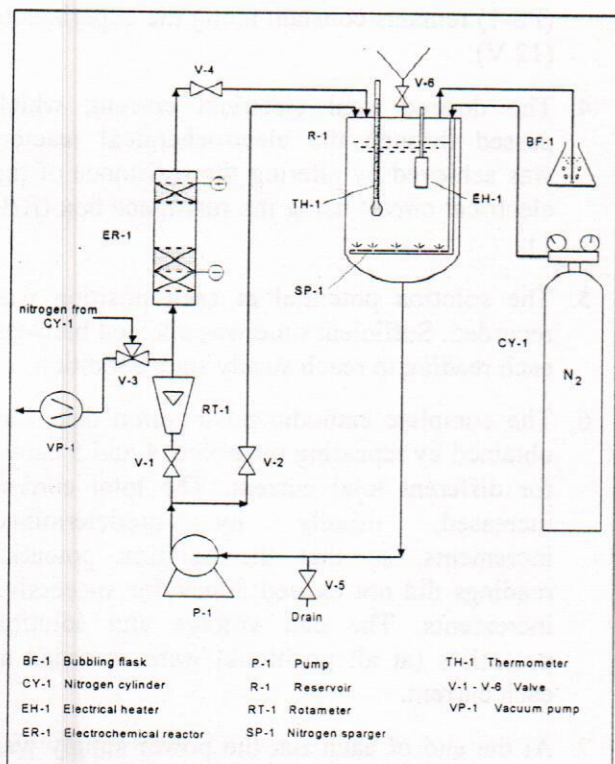 V-4
V-6
R-1
BF-1
TH-1
EH-1
ER-1
SP-1
nitrogen from
CY-1
CY-1
V-3
N2
RT-1
VP-1
V-1
V-2
P-1
V-5
Drain
BF-1 Bubbling flask
P-1 Pump
TH-1 Thermometer
CY-1 Nitrogen cylinder
R-1 Reservoir
V-1 - V-6 Valve
EH-1 Electrical heater
RT-1 Rotameter
VP-1 Vacuum pump
ER-1 Electrochemical reactor
SP-1 Nitrogen sparger